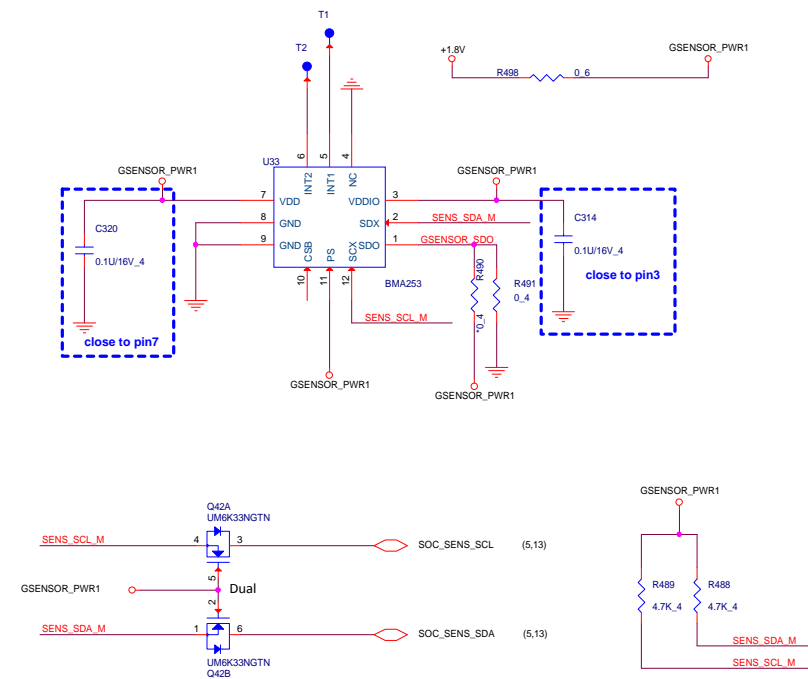 T1
T2
+1.8V
GSENSOR_PWR1
R498
0_6
U33
6
5
4
INT2
INT1
NC
GSENSOR_PWR1
7
VDD
8
GND
9
GND
CSB
PS
SCX
10
11
12
VDDIO
3
SDX
2
SENS_SDA_M
SDO
1
GSENSOR_SDO
BMA253
GSENSOR_PWR1
C320
0.1U/16V_4
close to pin7
C314
0.1U/16V_4
close to pin3
R490
*0_4
R491
0_4
SENS_SCL_M
GSENSOR_PWR1
GSENSOR_PWR1
Q42A
UM6K33NGTN
SENS_SCL_M
4
3
SOC_SENS_SCL
(5,13)
5
GSENSOR_PWR1
Dual
2
SENS_SDA_M
1
6
SOC_SENS_SDA
(5,13)
UM6K33NGTN
Q42B
GSENSOR_PWR1
R489
4.7K_4
R488
4.7K_4
SENS_SDA_M
SENS_SCL_M